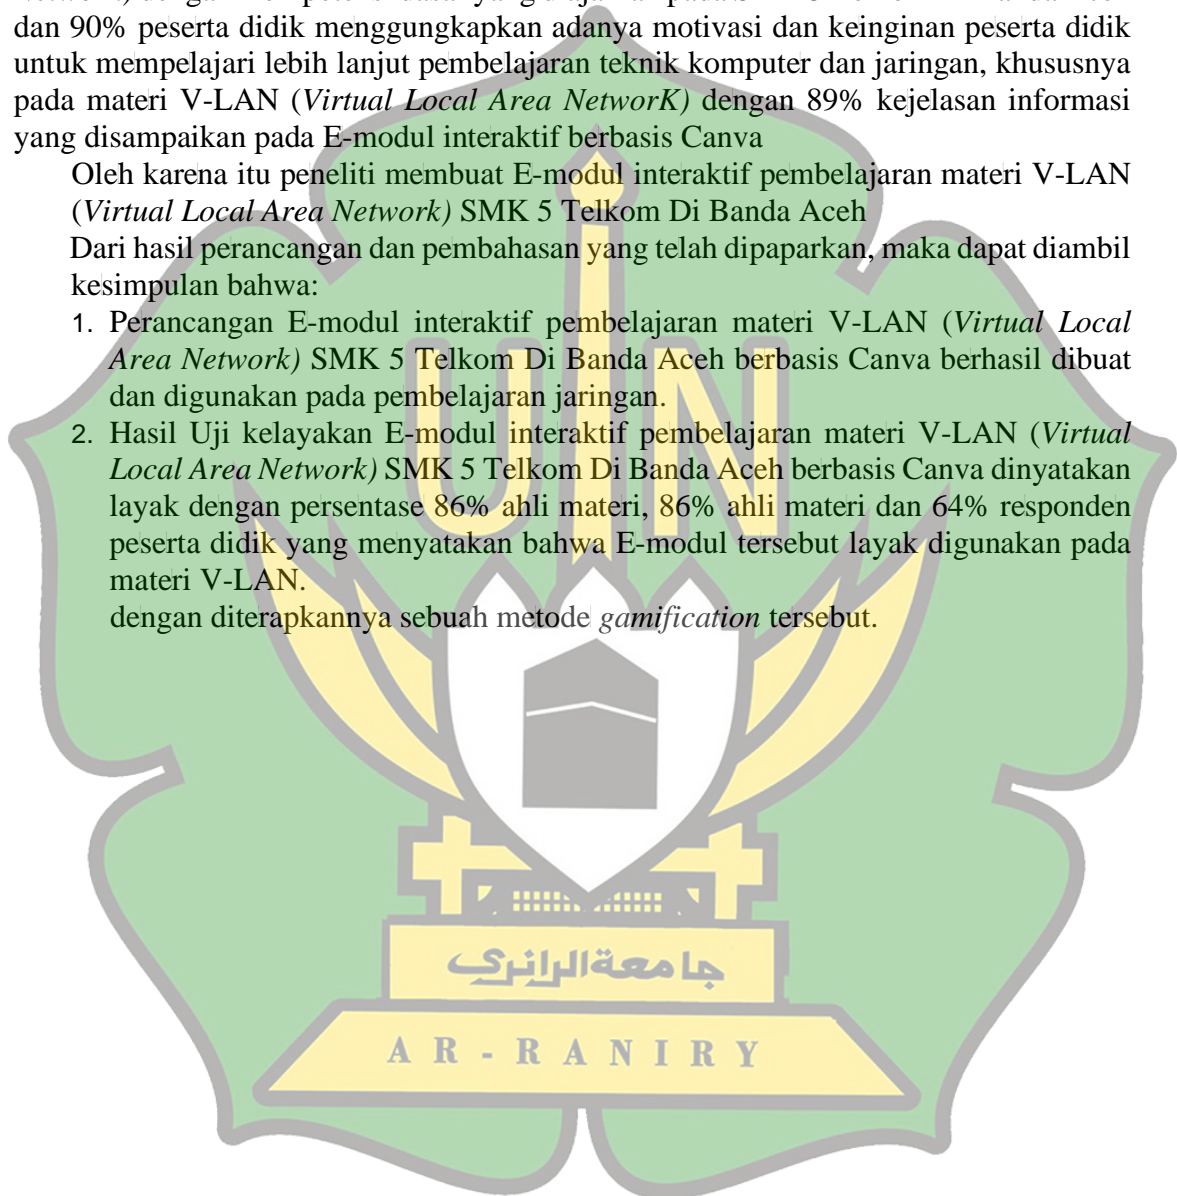 dan 90% peserta didik menggungkapkan adanya motivasi dan keinginan peserta didik
untuk mempelajari lebih lanjut pembelajaran teknik komputer dan jaringan, khususnya
pada materi V-LAN (Virtual Local Area NetworK) dengan 89% kejelasan informasi
yang disampaikan pada E-modul interaktif berbasis Canva
Oleh karena itu peneliti membuat E-modul interaktif pembelajaran materi V-LAN
(Virtual Local Area Network) SMK 5 Telkom Di Banda Aceh
Dari hasil perancangan dan pembahasan yang telah dipaparkan, maka dapat diambil
kesimpulan bahwa:
1. Perancangan E-modul interaktif pembelajaran materi V-LAN (Virtual Local
Area Network) SMK 5 Telkom Di Banda Aceh berbasis Canva berhasil dibuat
dan digunakan pada pembelajaran jaringan.
2. Hasil Uji kelayakan E-modul interaktif pembelajaran materi V-LAN (Virtual
Local Area Network) SMK 5 Telkom Di Banda Aceh berbasis Canva dinyatakan
layak dengan persentase 86% ahli materi, 86% ahli materi dan 64% responden
peserta didik yang menyatakan bahwa E-modul tersebut layak digunakan pada
materi V-LAN.
dengan diterapkannya sebuah metode gamification tersebut.
UIN
جامعةالرانري
AR-RANIRY